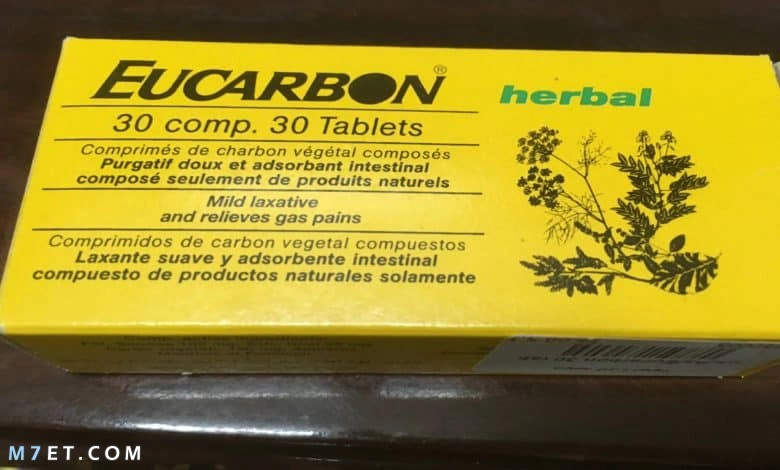 EUCARBON®
herbal
30 comp. 30 Tablets
Comprimés de charbon végétal composés
Purgatif doux et adsorbant intestinal
composé seulement de produits naturels
Mild laxative
and relieves gas pains
Comprimidos de carbon vegetal compuestos
Laxante suave y adsorbente intestinal
compuesto de productos naturales solamente
M7ET.COM